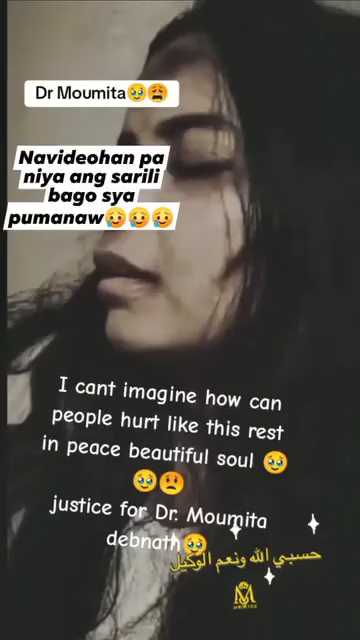 Dr Moumita🥹😩
Navideohan pa
niya ang sarili
bago sya
pumanaw🥲🥲🥲
I cant imagine how can
people hurt like this rest
in peace beautiful soul 🥹
🥹😟
justice for Dr. Moumita
debnath🥹
حسبي الله ونعم الوكيل